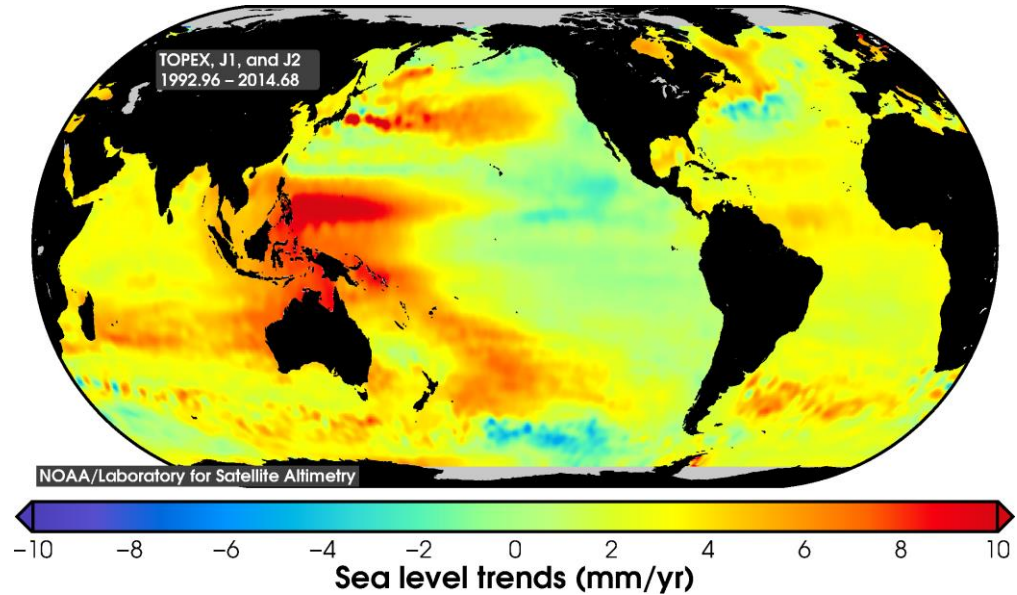 TOPEX, J1, and J2
1992.96 – 2014.68
NOAA/Laboratory for Satellite Altimetry
−10 −8 −6 −4 −2 0 2 4 6 8 10
Sea level trends (mm/yr)